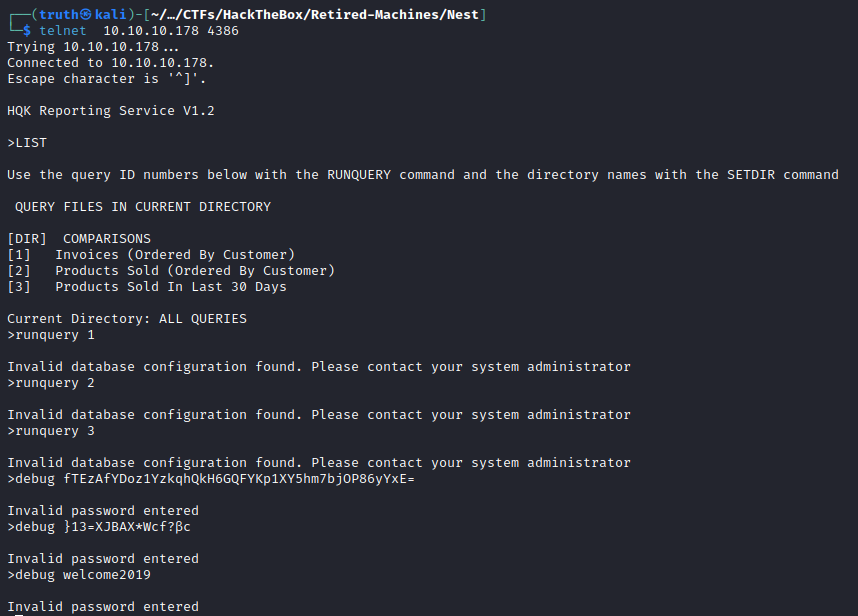 ┌──(truth㉿kali)-[~/…/CTFs/HackTheBox/Retired-Machines/Nest]
└─$ telnet  10.10.10.178 4386
Trying 10.10.10.178...
Connected to 10.10.10.178.
Escape character is '^]'.
HQK Reporting Service V1.2
>LIST
Use the query ID numbers below with the RUNQUERY command and the directory names with the SETDIR command
QUERY FILES IN CURRENT DIRECTORY
[DIR]  COMPARISONS
[1]   Invoices (Ordered By Customer)
[2]   Products Sold (Ordered By Customer)
[3]   Products Sold In Last 30 Days
Current Directory: ALL QUERIES
>runquery 1
Invalid database configuration found. Please contact your system administrator
>runquery 2
Invalid database configuration found. Please contact your system administrator
>runquery 3
Invalid database configuration found. Please contact your system administrator
>debug fTEzAfYDoz1YzkqhQkH6GQFYKp1XY5hm7bjOP86yYxE=
Invalid password entered
>debug }13=XJBAX*Wcf?βc
Invalid password entered
>debug welcome2019
Invalid password entered